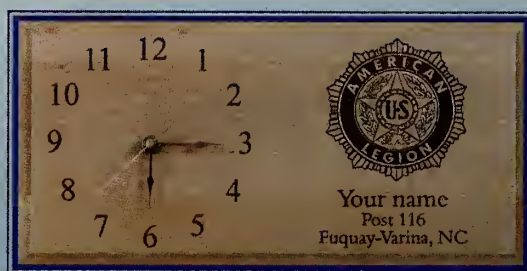 12
11 1
10 2
9 3
8 4
7 5
6
AMERICAN
U.S
LEGION
Your name
Post 116
Fuquay-Varina, NC